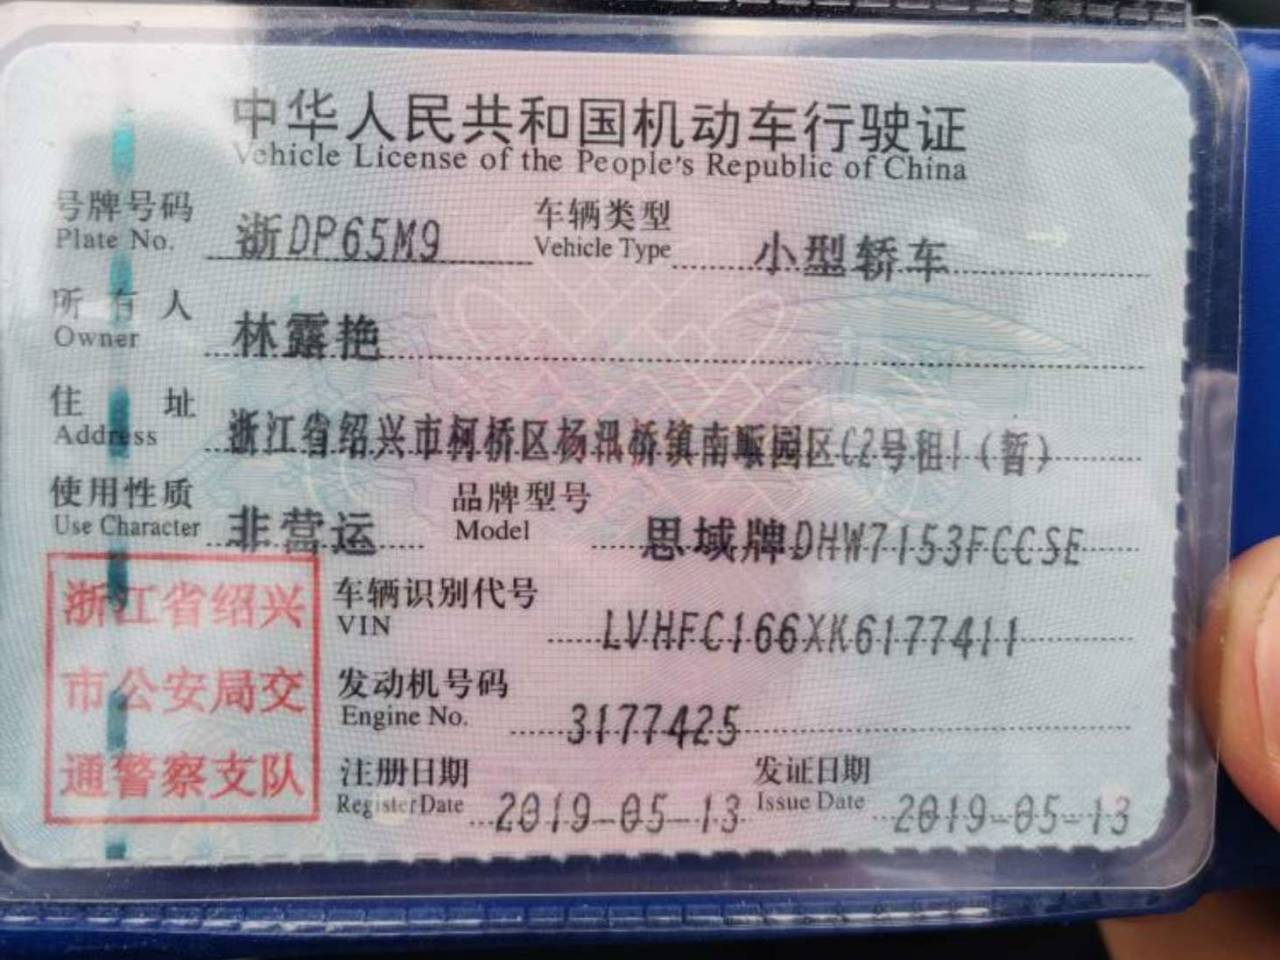 中华人民共和国机动车行驶证
Vehicle License of the People's Republic of China
号牌号码 浙DP65M9 车辆类型 小型轿车
Plate No. Vehicle Type
所有人 林露艳
Owner
住址 浙江省绍兴市柯桥区杨汛桥镇南畈园区C2号租1(暂)
Address
使用性质 非营运 品牌型号 思域牌DHW7153FCCSE
Use Character Model
浙江省绍兴
市公安局交
通警察支队
车辆识别代号 LVHFC166XK6177411
VIN
发动机号码 3177425
Engine No.
注册日期 2019-05-13 发证日期 2019-05-13
Register Date Issue Date